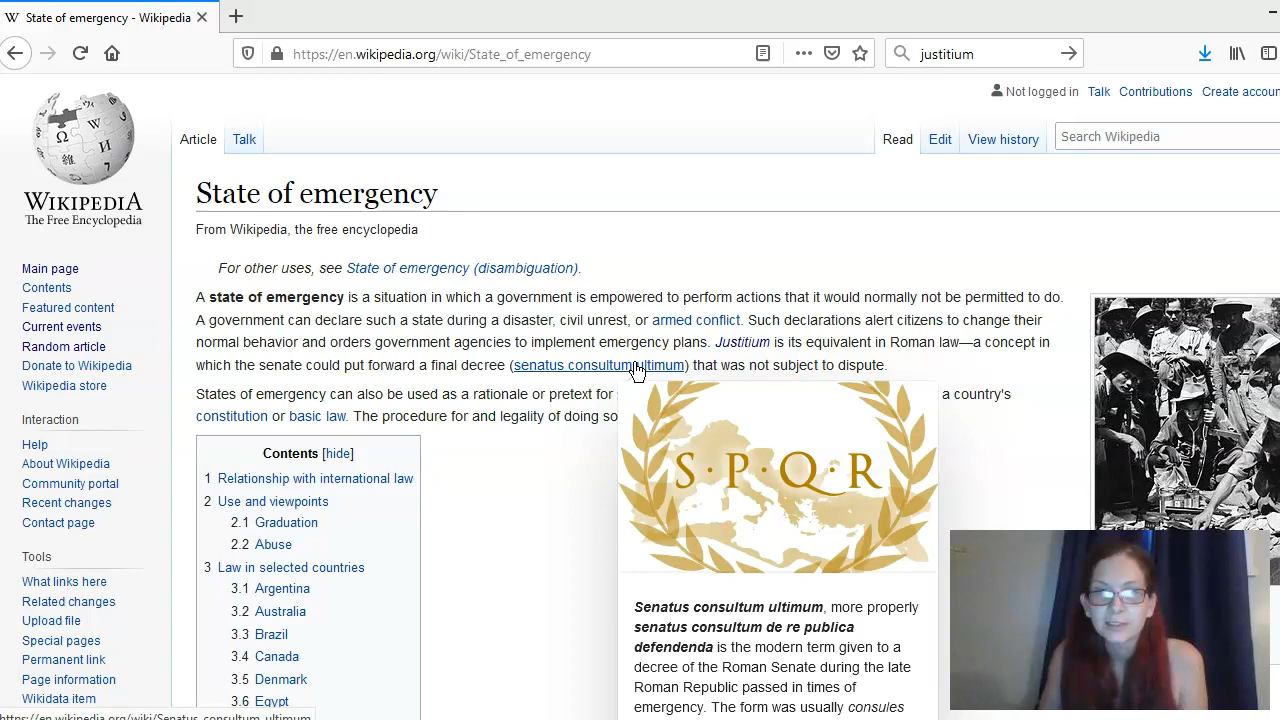 State of emergency - Wikipedia
https://en.wikipedia.org/wiki/State_of_emergency
justitium
Not logged in Talk Contributions Create accoun
Article Talk
Read Edit View history Search Wikipedia
WIKIPEDIA
The Free Encyclopedia
Main page
Contents
Featured content
Current events
Random article
Donate to Wikipedia
Wikipedia store
Interaction
Help
About Wikipedia
Community portal
Recent changes
Contact page
Tools
What links here
Related changes
Upload file
Special pages
Permanent link
Page information
Wikidata item
State of emergency
From Wikipedia, the free encyclopedia
For other uses, see State of emergency (disambiguation).
A state of emergency is a situation in which a government is empowered to perform actions that it would normally not be permitted to do.
A government can declare such a state during a disaster, civil unrest, or armed conflict. Such declarations alert citizens to change their
normal behavior and orders government agencies to implement emergency plans. Justitium is its equivalent in Roman law—a concept in
which the senate could put forward a final decree (senatus consultum ultimum) that was not subject to dispute.
States of emergency can also be used as a rationale or pretext for a country's
constitution or basic law. The procedure for and legality of doing so
Contents [hide]
1 Relationship with international law
2 Use and viewpoints
2.1 Graduation
2.2 Abuse
3 Law in selected countries
3.1 Argentina
3.2 Australia
3.3 Brazil
3.4 Canada
3.5 Denmark
3.6 Egypt
S·P·Q·R
Senatus consultum ultimum, more properly
senatus consultum de re publica
defendenda is the modern term given to a
decree of the Roman Senate during the late
Roman Republic passed in times of
emergency. The form was usually consules
https://en.wikipedia.org/wiki/Senatus_consultum_ultimum